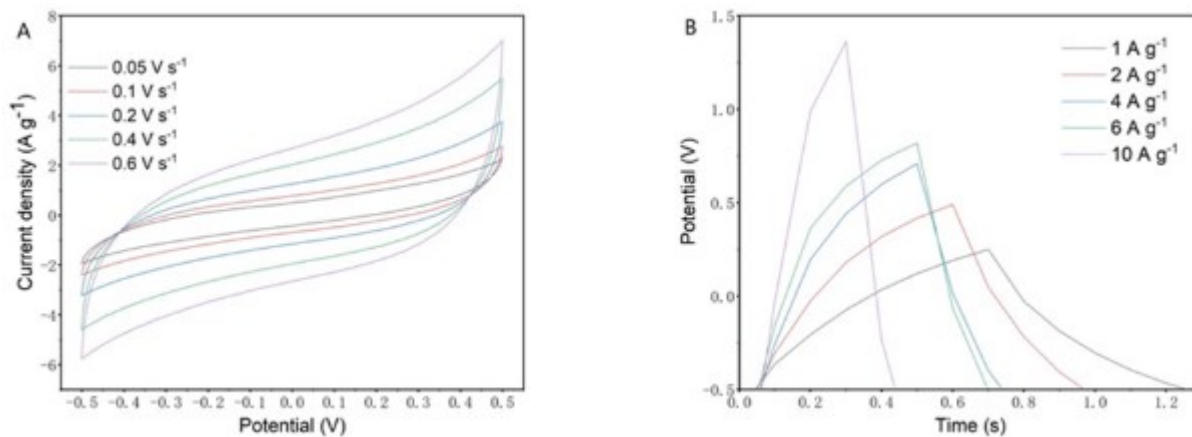 A
8
6
4
2
0
-2
-4
-6
Current density (A g⁻¹)
0.05 V s⁻¹
0.1 V s⁻¹
0.2 V s⁻¹
0.4 V s⁻¹
0.6 V s⁻¹
-0.5 -0.4 -0.3 -0.2 -0.1 0.0 0.1 0.2 0.3 0.4 0.5
Potential (V)
B
1.5
1.0
0.5
0.0
-0.5
Potential (V)
1 A g⁻¹
2 A g⁻¹
4 A g⁻¹
6 A g⁻¹
10 A g⁻¹
0.0 0.2 0.4 0.6 0.8 1.0 1.2
Time (s)